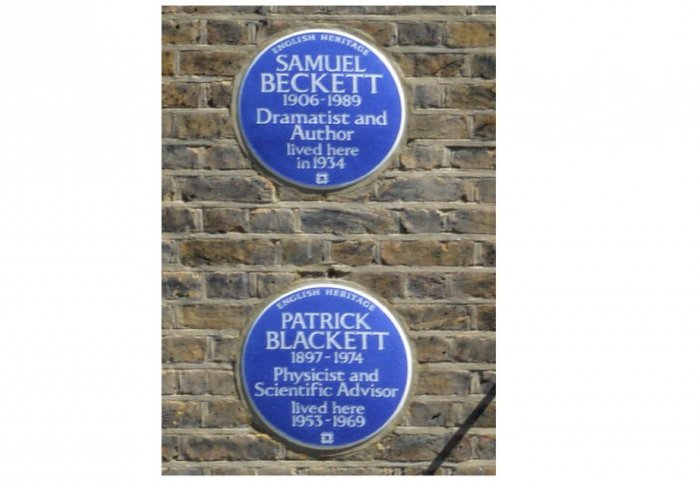 ENGLISH HERITAGE
SAMUEL
BECKETT
1906-1989
Dramatist and
Author
lived here
in 1934
ENGLISH HERITAGE
PATRICK
BLACKETT
1897-1974
Physicist and
Scientific Advisor
lived here
1953-1969